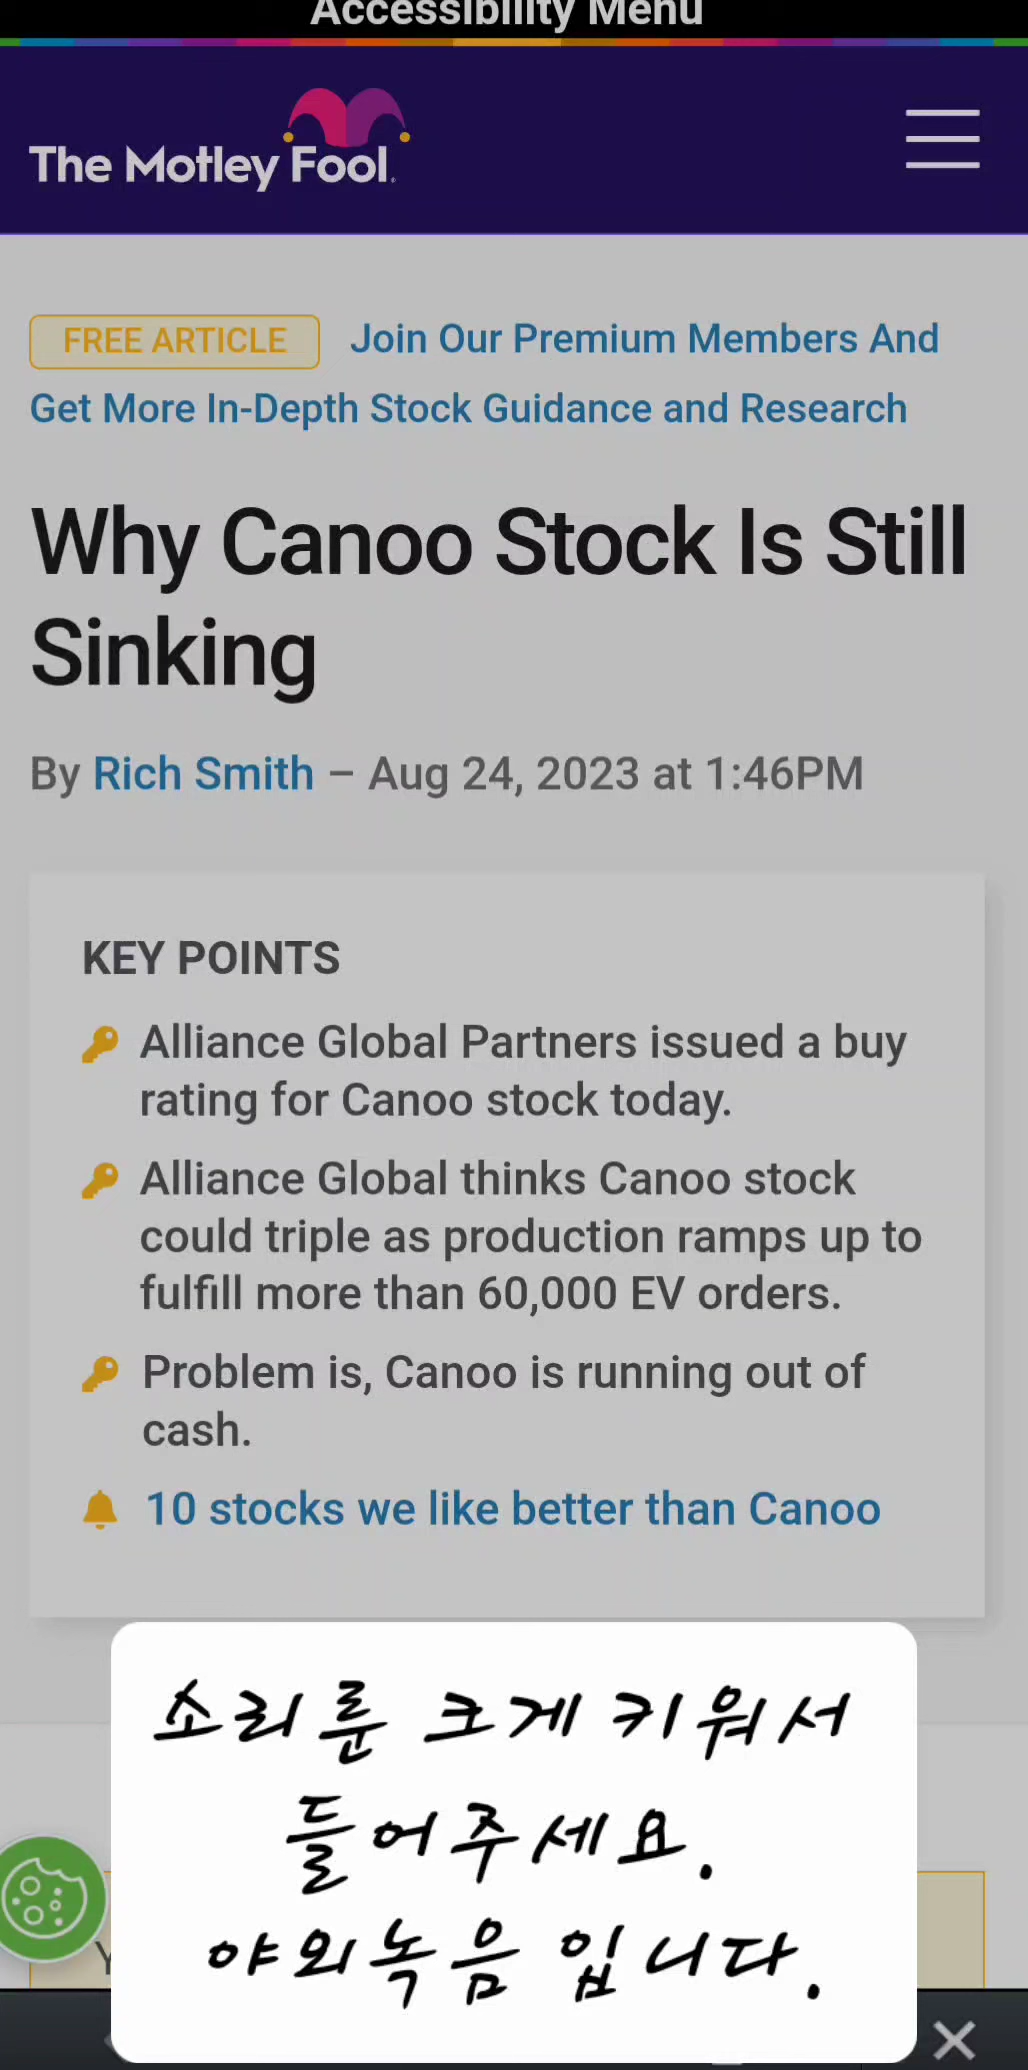 Accessibility Menu
The Motley Fool.
FREE ARTICLE Join Our Premium Members And
Get More In-Depth Stock Guidance and Research
Why Canoo Stock Is Still
Sinking
By Rich Smith – Aug 24, 2023 at 1:46PM
KEY POINTS
Alliance Global Partners issued a buy
rating for Canoo stock today.
Alliance Global thinks Canoo stock
could triple as production ramps up to
fulfill more than 60,000 EV orders.
Problem is, Canoo is running out of
cash.
10 stocks we like better than Canoo
소리룬 크게 키워서
들어주세요.
야외녹음 입니다.